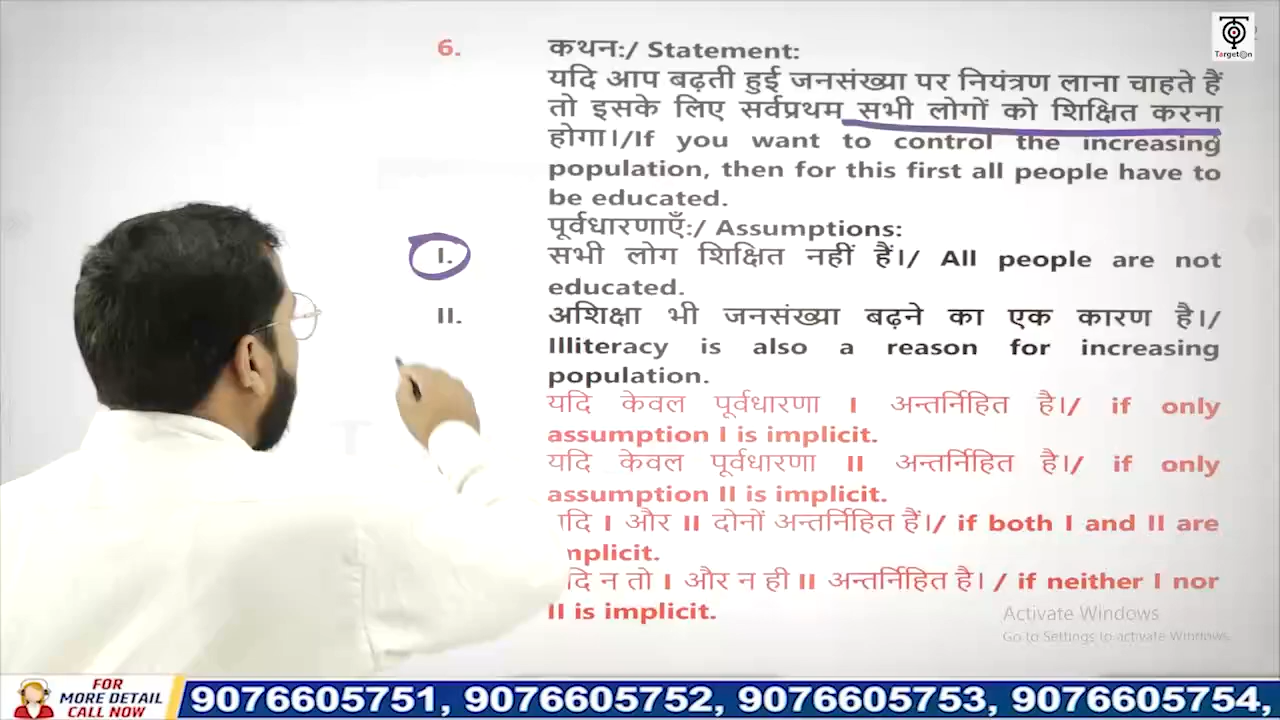 Target@n
6.
कथन:/ Statement:
यदि आप बढ़ती हुई जनसंख्या पर नियंत्रण लाना चाहते हैं
तो इसके लिए सर्वप्रथम सभी लोगों को शिक्षित करना
होगा।/If you want to control the increasing
population, then for this first all people have to
be educated.
पूर्वधारणाएँ:/ Assumptions:
I. सभी लोग शिक्षित नहीं हैं।/ All people are not
educated.
II. अशिक्षा भी जनसंख्या बढ़ने का एक कारण है।/
Illiteracy is also a reason for increasing
population.
यदि केवल पूर्वधारणा I अन्तर्निहित है।/ if only
assumption I is implicit.
यदि केवल पूर्वधारणा II अन्तर्निहित है।/ if only
assumption II is implicit.
I और II दोनों अन्तर्निहित हैं।/ if both I and II are
न तो I और न ही II अन्तर्निहित है। / if neither I nor
II is implicit.
Activate Windows
Go to Settings to activate Windows.
FOR
MORE DETAIL
CALL NOW
9076605751, 9076605752, 9076605753, 9076605754,